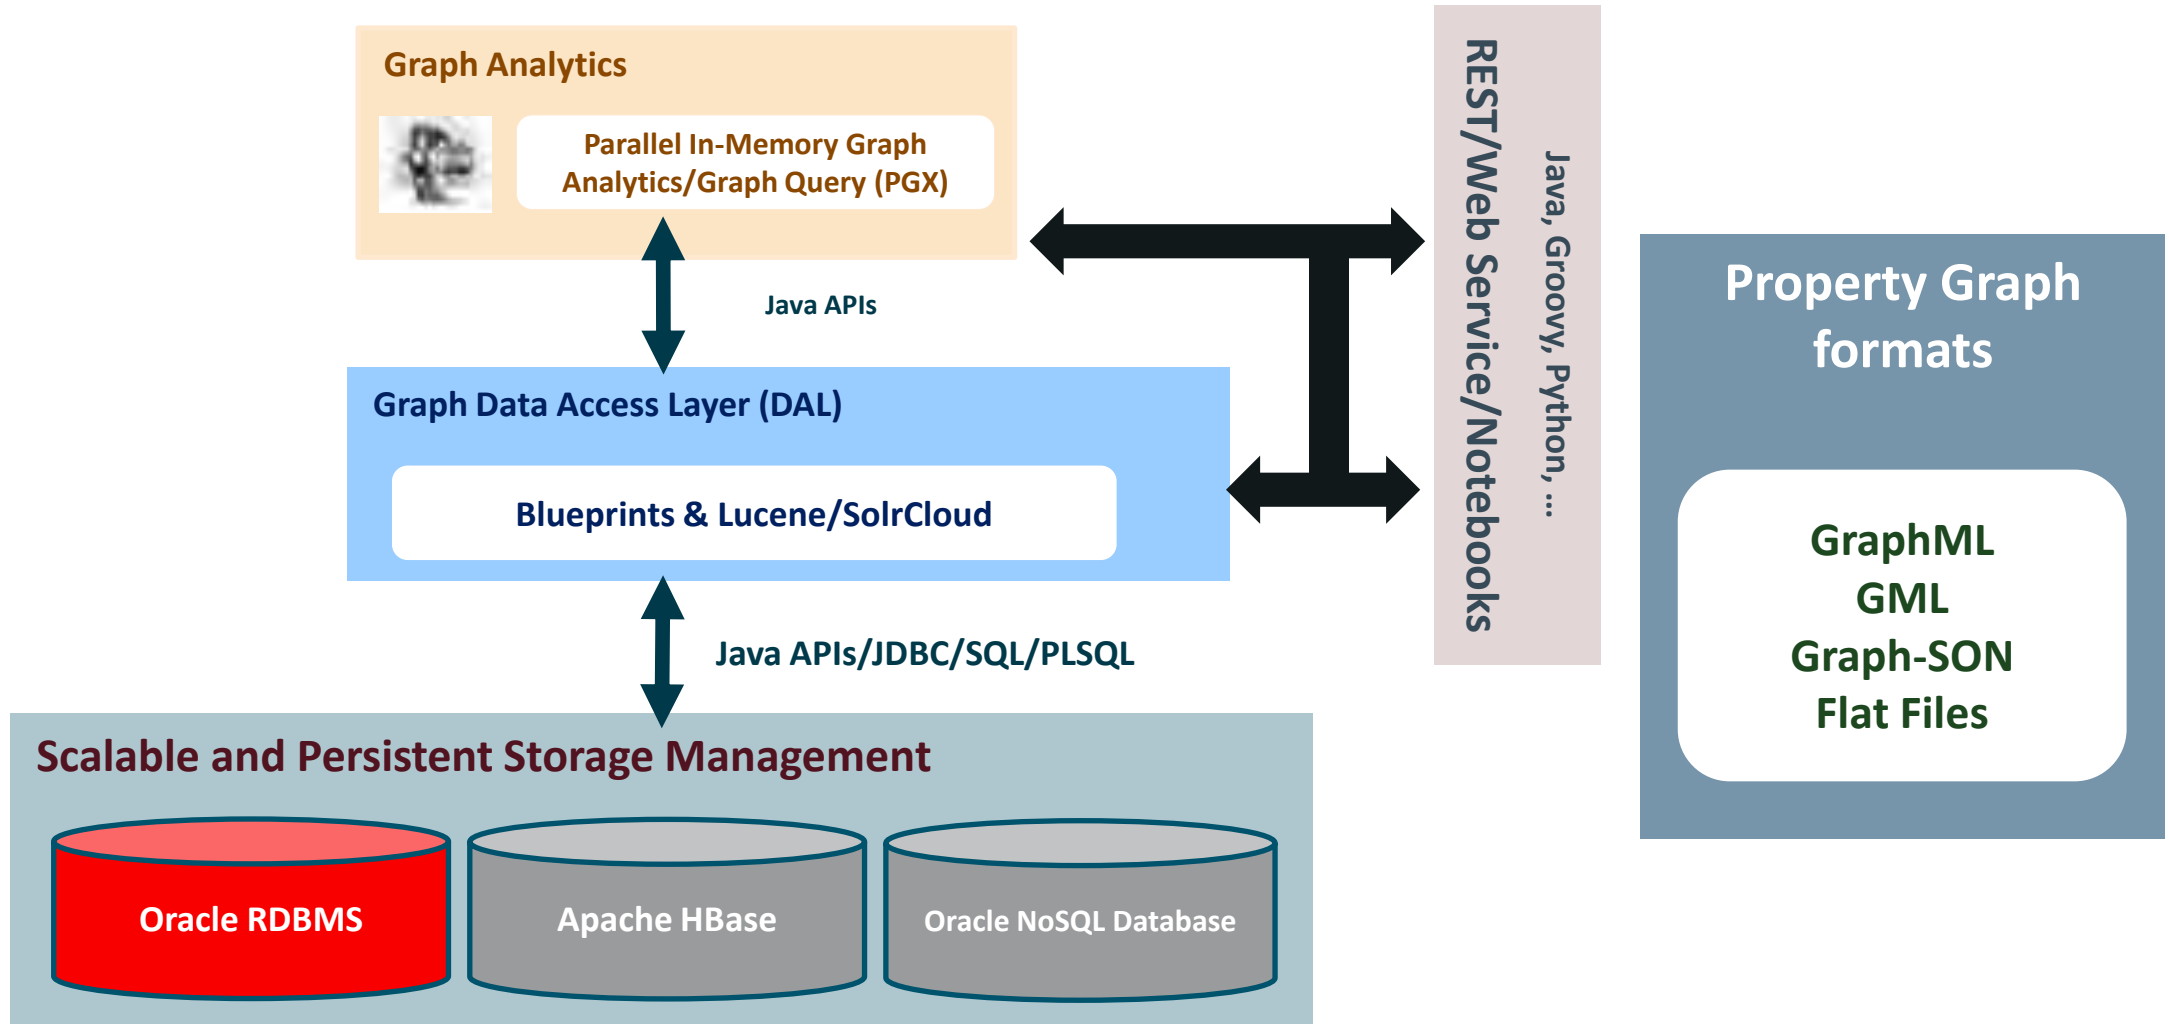 Graph Analytics
Parallel In-Memory Graph
Analytics/Graph Query (PGX)
Java APIs
Graph Data Access Layer (DAL)
Blueprints & Lucene/SolrCloud
Java APIs/JDBC/SQL/PLSQL
Scalable and Persistent Storage Management
Oracle RDBMS
Apache HBase
Oracle NoSQL Database
REST/Web Service/Notebooks
Java, Groovy, Python, ...
Property Graph
formats
GraphML
GML
Graph-SON
Flat Files